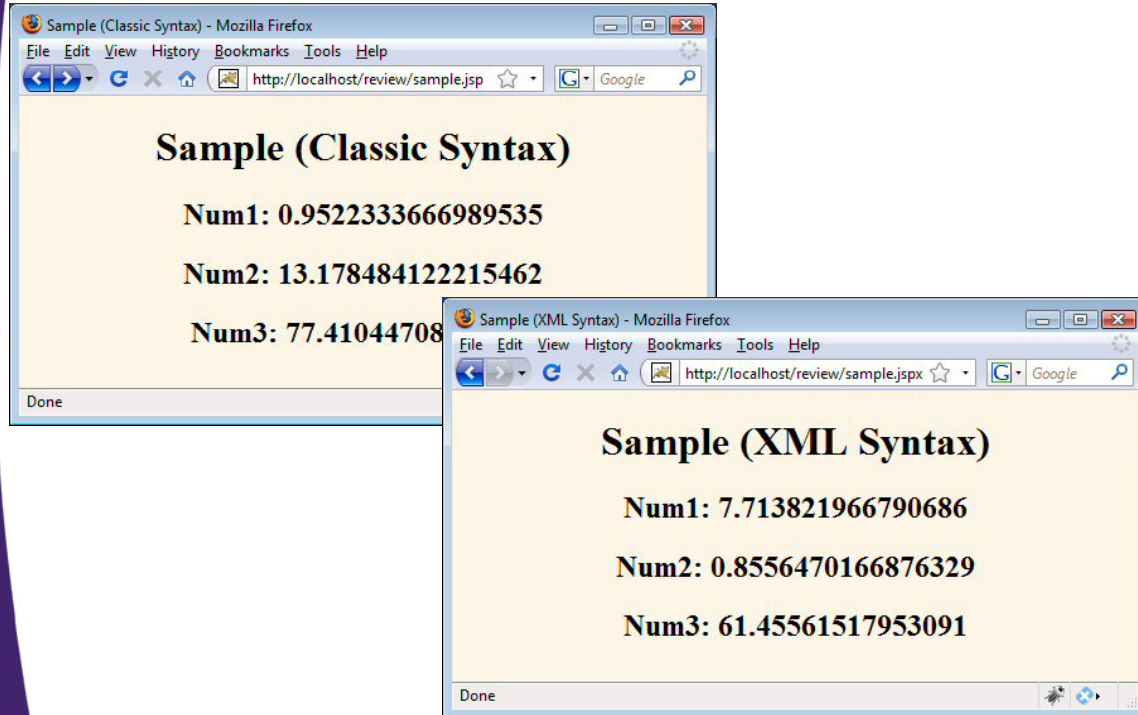 Sample (Classic Syntax) - Mozilla Firefox
File Edit View History Bookmarks Tools Help
http://localhost/review/sample.jsp G Google
Sample (Classic Syntax)
Num1: 0.9522333666989535
Num2: 13.178484122215462
Num3: 77.41044708
Done
Sample (XML Syntax) - Mozilla Firefox
File Edit View History Bookmarks Tools Help
http://localhost/review/sample.jspx G Google
Sample (XML Syntax)
Num1: 7.713821966790686
Num2: 0.8556470166876329
Num3: 61.45561517953091
Done